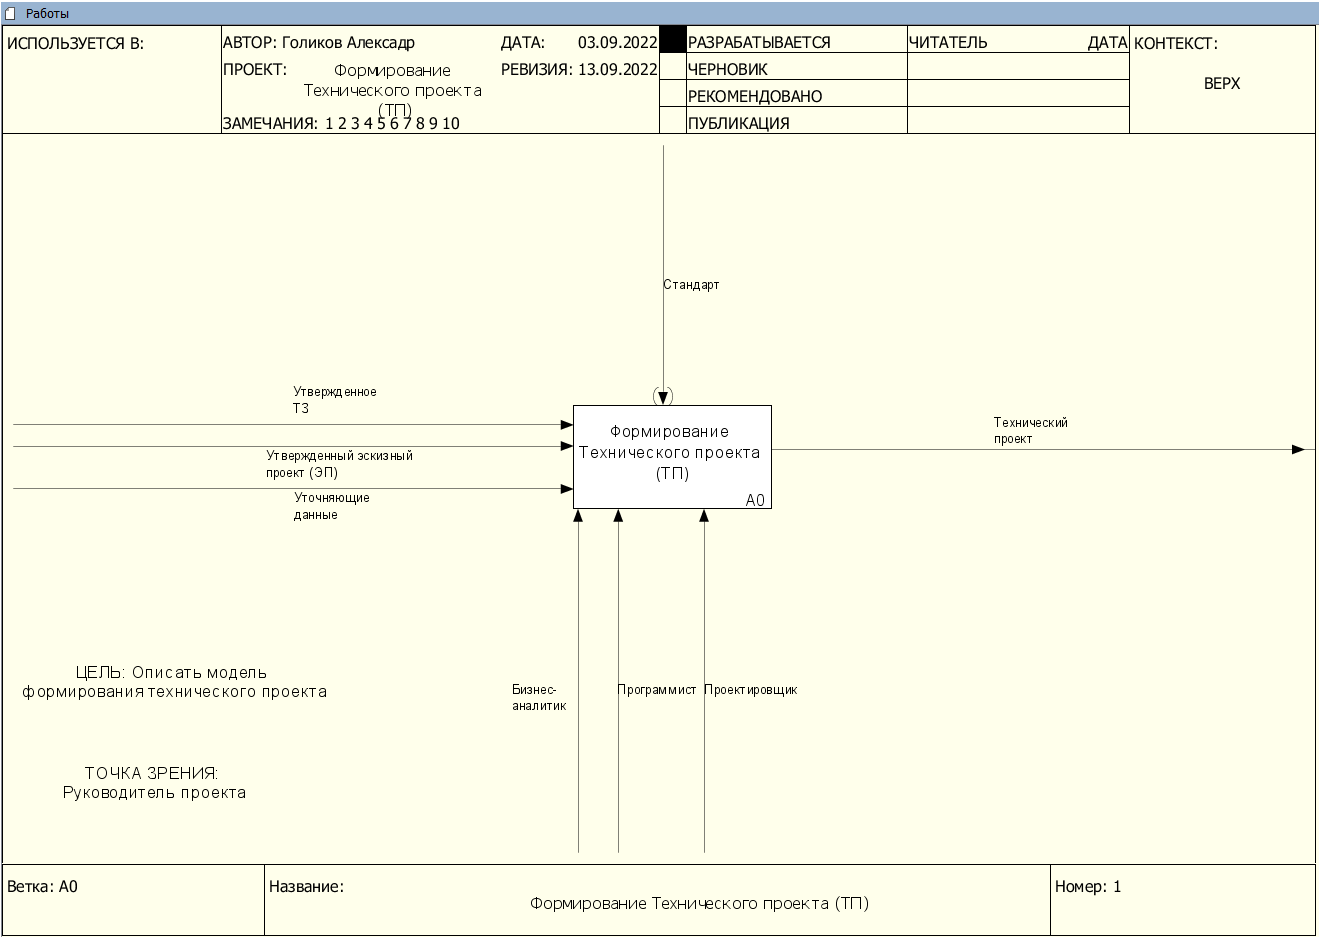 Работы
ИСПОЛЬЗУЕТСЯ В:
АВТОР: Голиков Алексадр
ДАТА: 03.09.2022
РАЗРАБАТЫВАЕТСЯ
ЧИТАТЕЛЬ
ДАТА
КОНТЕКСТ:
ПРОЕКТ:
Формирование
Технического проекта
(ТП)
РЕВИЗИЯ: 13.09.2022
ЧЕРНОВИК
ВЕРХ
РЕКОМЕНДОВАНО
ЗАМЕЧАНИЯ: 1 2 3 4 5 6 7 8 9 10
ПУБЛИКАЦИЯ
Стандарт
Утвержденное
ТЗ
Утвержденный эскизный
проект (ЭП)
Уточняющие
данные
Формирование
Технического проекта
(ТП)
A0
Технический
проект
ЦЕЛЬ: Описать модель
формирования технического проекта
Бизнес-
аналитик
Программист
Проектировщик
ТОЧКА ЗРЕНИЯ:
Руководитель проекта
Ветка: A0
Название:
Формирование Технического проекта (ТП)
Номер: 1